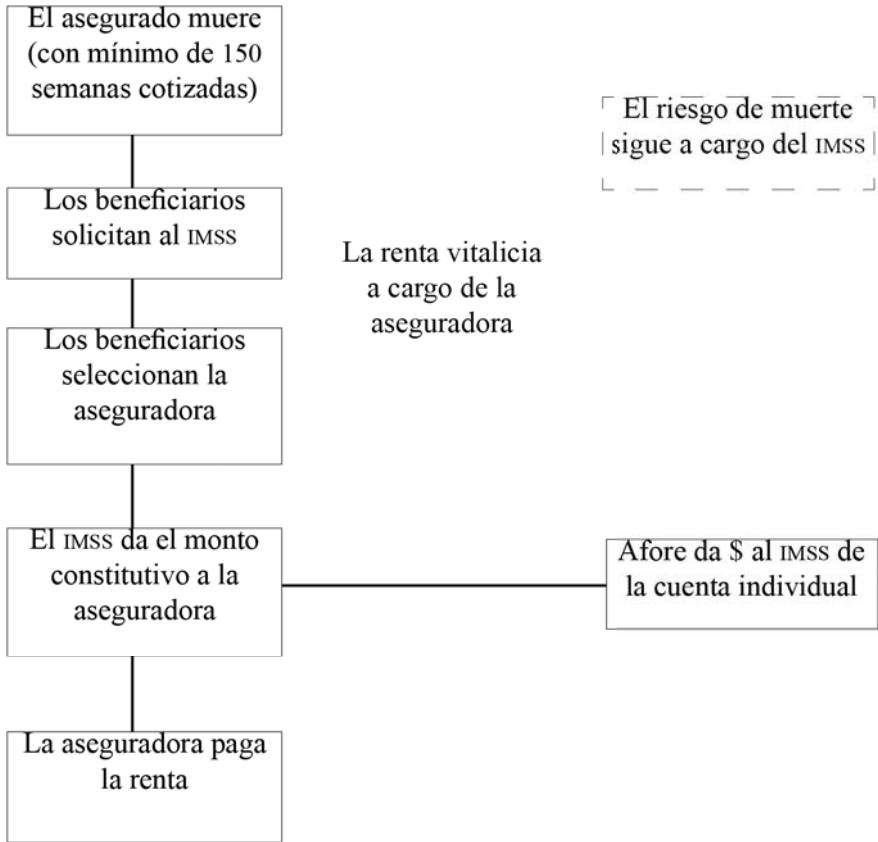 El asegurado muere
(con mínimo de 150
semanas cotizadas)
El riesgo de muerte
sigue a cargo del IMSS
Los beneficiarios
solicitan al IMSS
La renta vitalicia
a cargo de la
aseguradora
Los beneficiarios
seleccionan la
aseguradora
El IMSS da el monto
constitutivo a la
aseguradora
Afore da $ al IMSS de
la cuenta individual
La aseguradora paga
la renta